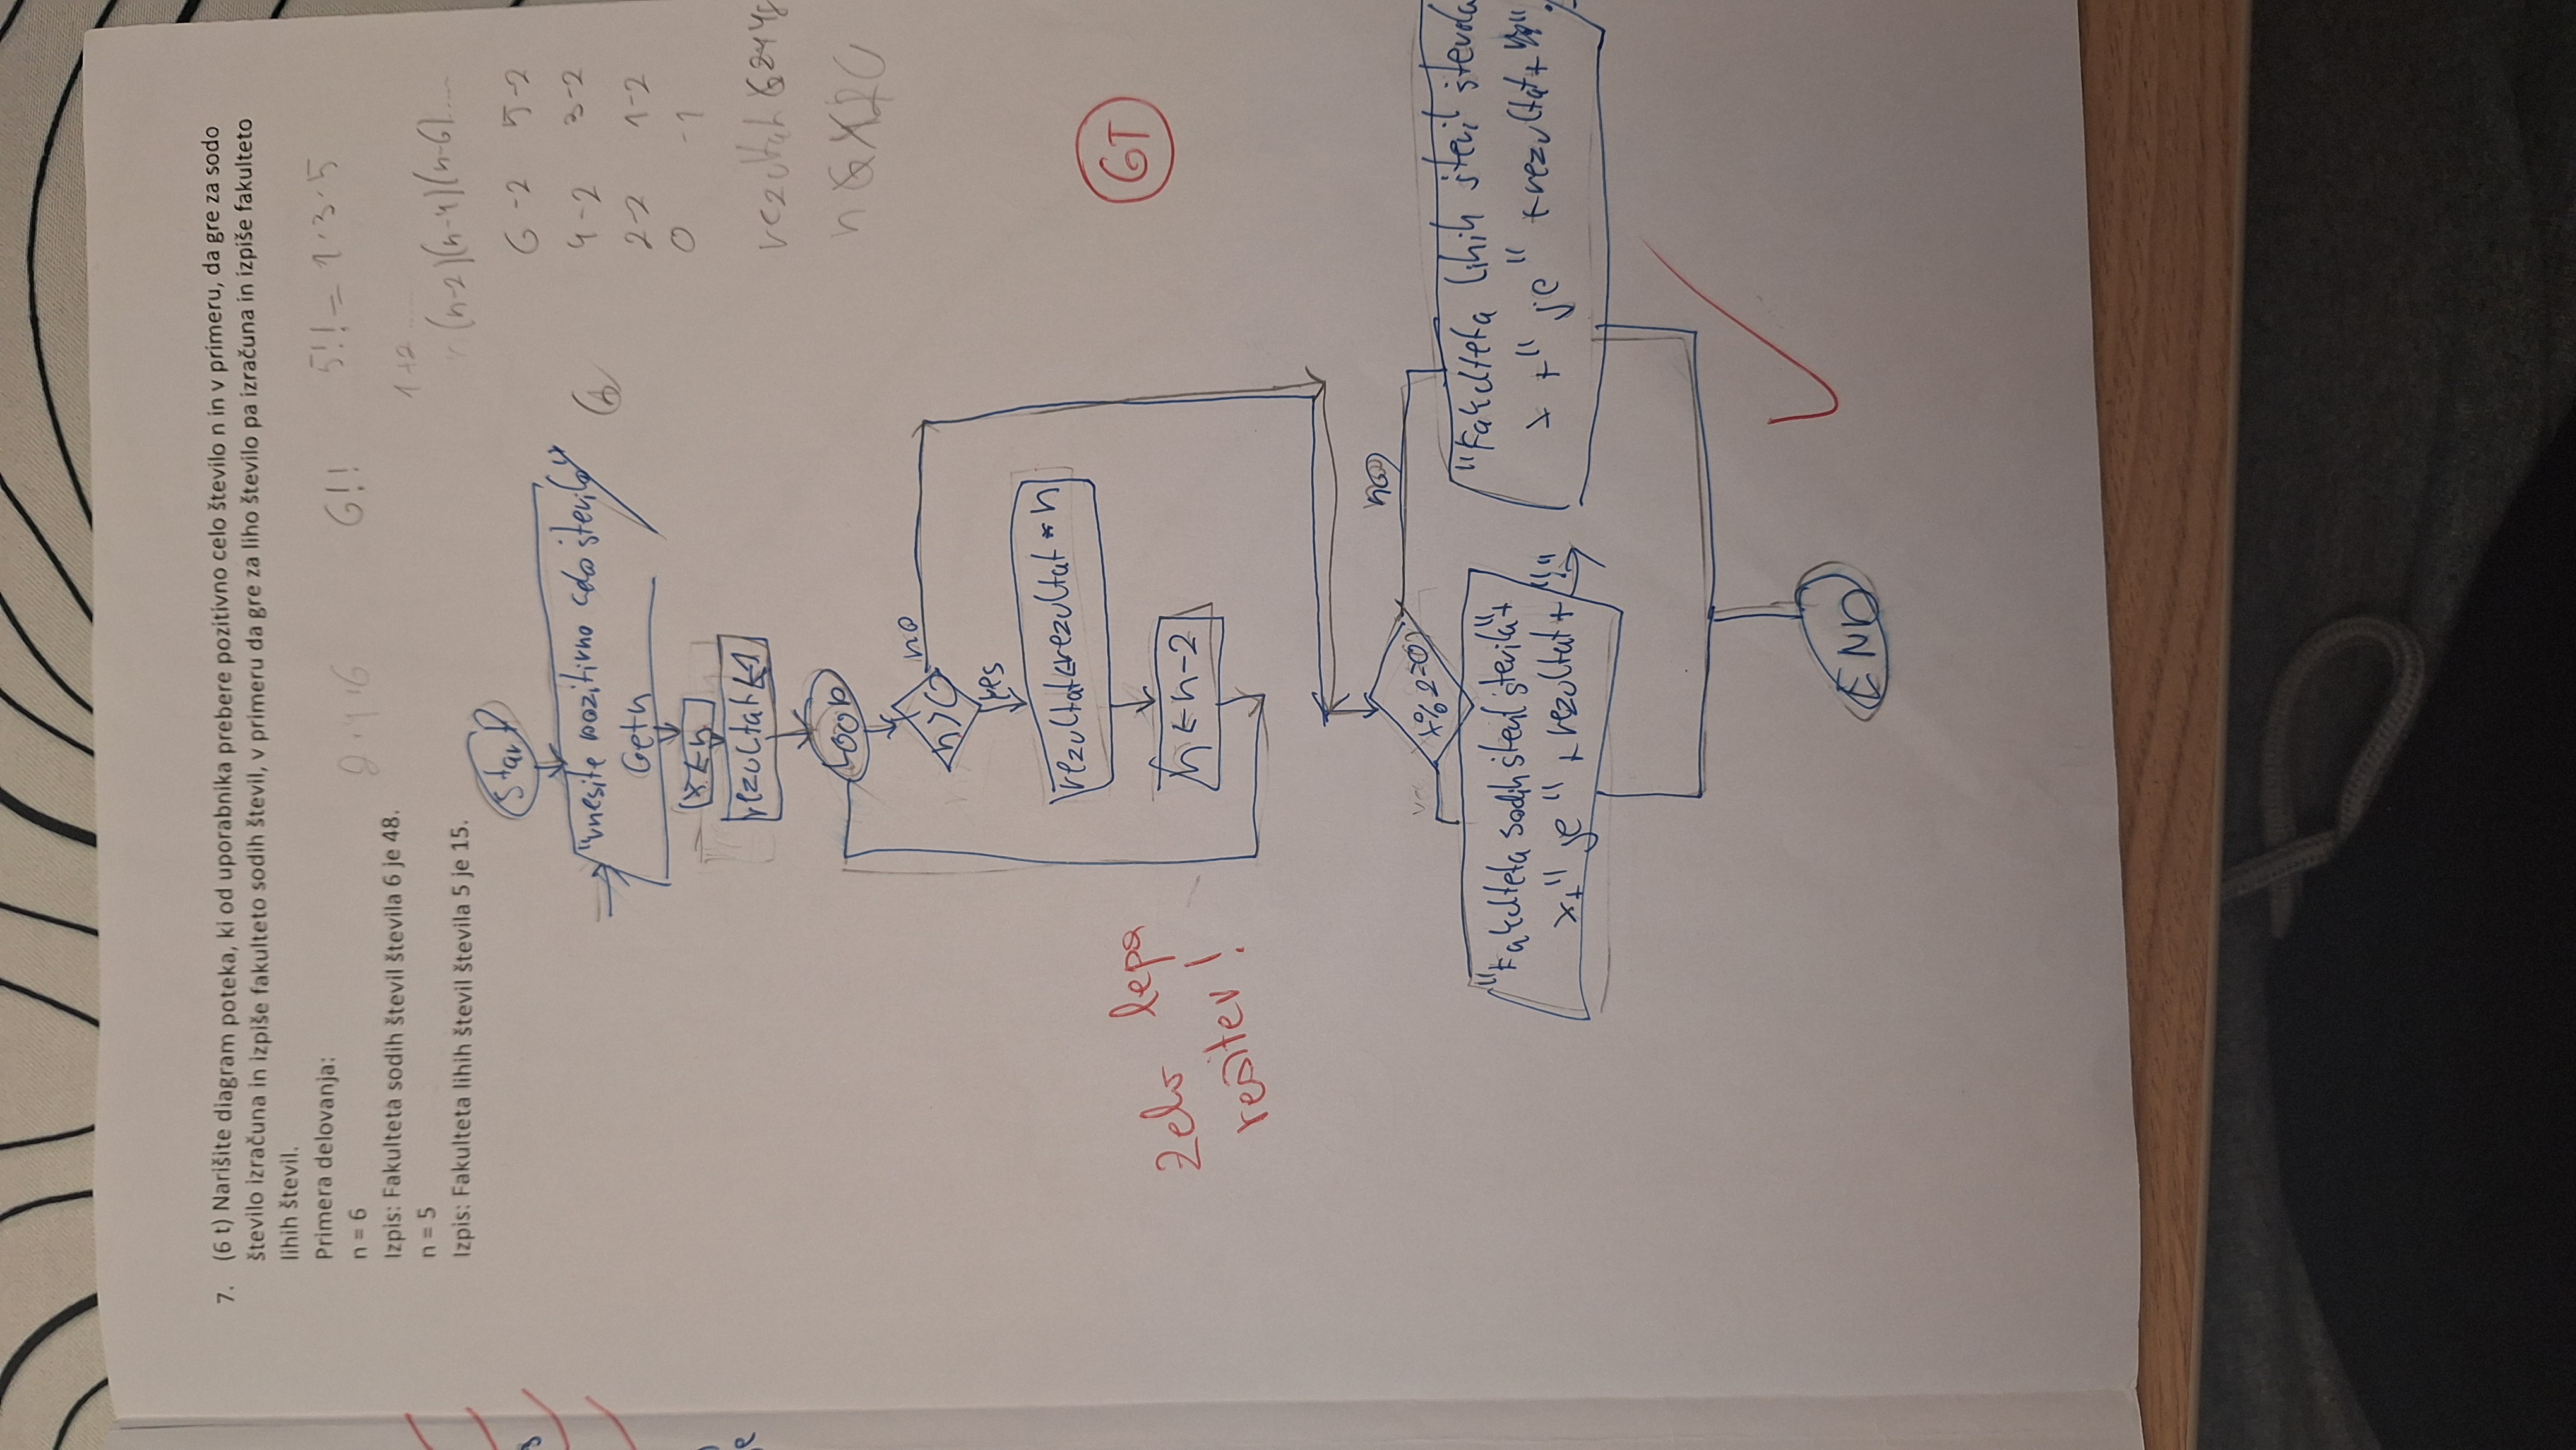 7. (6 t) Narišite diagram poteka, ki od uporabnika prebere pozitivno celo število n in v primeru, da gre za sodo
število izračuna in izpiše fakulteto sodih števil, v primeru da gre za liho število pa izračuna in izpiše fakulteto
lihih števil.
Primera delovanja:
n = 6
2·4·6
6!!
5!! = 1·3·5
Izpis: Fakulteta sodih števil števila 6 je 48.
1+2 ......
n = 5
n (n-2)(n-4)(n-6)....
Izpis: Fakulteta lihih števil števila 5 je 15.
Start
6-2 5-2
"vnesite pozitivno celo število"
4-2 3-2
Get n
2-2 1-2
x ← n
0 -1
rezultat ← 1
rezultat 6 24 48
Loop
n 6 4 2 0
n>0
no
yes
rezultat ← rezultat * n
6T
Zelo lepa
rešitev!
n ← n-2
x%2=0
no
"Fakulteta sodih števil števila" +
x + " je " + rezultat + "."
"Fakulteta lihih števil števila
x + " je " + rezultat + "."
END